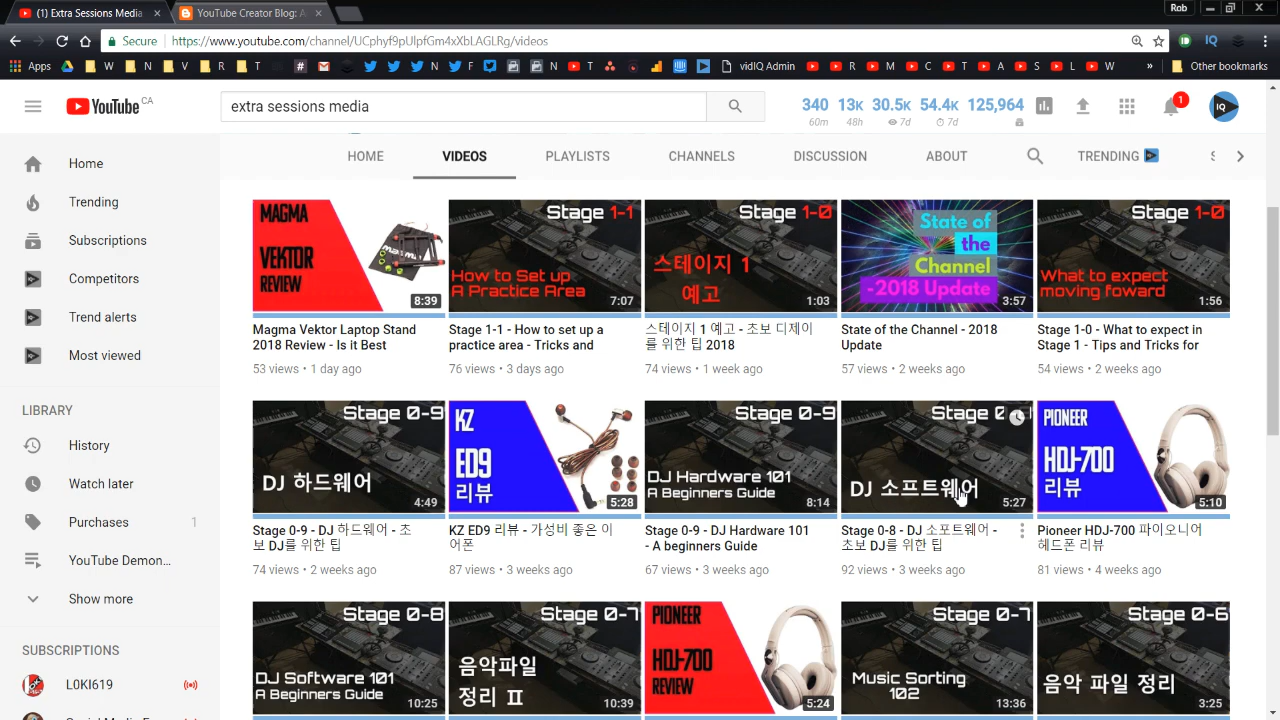 (1) Extra Sessions Media
YouTube Creator Blog: A
Rob
Secure
https://www.youtube.com/channel/UCphyf9pUlpfGm4xXbLAGLRg/videos
IQ
Apps
W
N
V
R
T
#
N
F
N
T
vidIQ Admin
R
M
C
T
A
S
L
W
»
Other bookmarks
YouTube CA
extra sessions media
340 13K 30.5K 54.4K 125,964
60m 48h 7d 7d
1
IQ
HOME
VIDEOS
PLAYLISTS
CHANNELS
DISCUSSION
ABOUT
TRENDING
Home
Trending
Subscriptions
Competitors
Trend alerts
Most viewed
LIBRARY
History
Watch later
Purchases 1
YouTube Demon...
Show more
SUBSCRIPTIONS
L0KI619
MAGMA
VEKTOR
REVIEW
8:39
Magma Vektor Laptop Stand
2018 Review - Is it Best
53 views • 1 day ago
Stage 1-1
How to Set up
A Practice Area
7:07
Stage 1-1 - How to set up a
practice area - Tricks and
76 views • 3 days ago
Stage 1-0
스테이지 1
예고
1:03
스테이지 1 예고 - 초보 디제이
를 위한 팁 2018
74 views • 1 week ago
State of
the
Channel
-2018 Update
3:57
State of the Channel - 2018
Update
57 views • 2 weeks ago
Stage 1-0
What to expect
moving foward
1:56
Stage 1-0 - What to expect in
Stage 1 - Tips and Tricks for
54 views • 2 weeks ago
Stage 0-9
DJ 하드웨어
4:49
Stage 0-9 - DJ 하드웨어 - 초
보 DJ를 위한 팁
74 views • 2 weeks ago
KZ
ED9
리뷰
5:28
KZ ED9 리뷰 - 가성비 좋은 이
어폰
87 views • 3 weeks ago
Stage 0-9
DJ Hardware 101
A Beginners Guide
8:14
Stage 0-9 - DJ Hardware 101
- A beginners Guide
67 views • 3 weeks ago
Stage
DJ 소프트웨어
5:27
Stage 0-8 - DJ 소포트웨어 -
초보 DJ를 위한 팁
92 views • 3 weeks ago
PIONEER
HDJ-700
리뷰
5:10
Pioneer HDJ-700 파이오니어
헤드폰 리뷰
81 views • 4 weeks ago
Stage 0-8
DJ Software 101
A Beginners Guide
10:25
Stage 0-7
음악파일
정리 II
10:39
PIONEER
HDJ-700
REVIEW
5:24
Stage 0-7
Music Sorting
102
13:36
Stage 0-6
음악 파일 정리
3:25